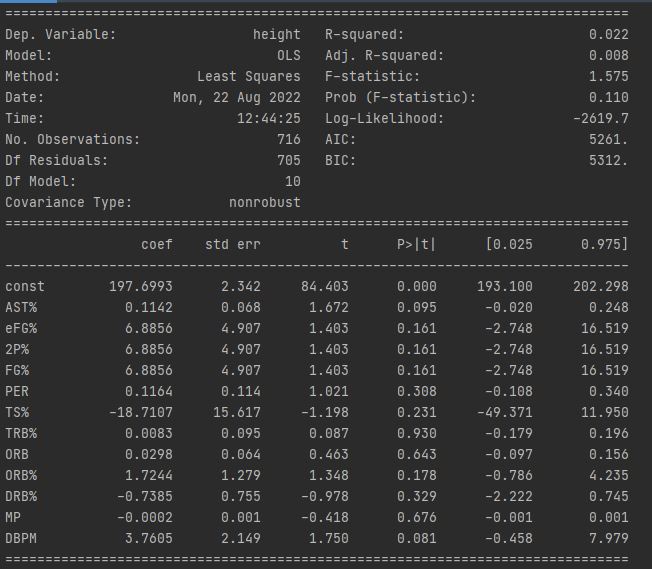 ==============================================================================
Dep. Variable:                 height   R-squared:                       0.022
Model:                            OLS   Adj. R-squared:                  0.008
Method:                 Least Squares   F-statistic:                     1.575
Date:                Mon, 22 Aug 2022   Prob (F-statistic):              0.110
Time:                        12:44:25   Log-Likelihood:                -2619.7
No. Observations:                 716   AIC:                             5261.
Df Residuals:                     705   BIC:                             5312.
Df Model:                          10
Covariance Type:            nonrobust
==============================================================================
                 coef    std err          t      P>|t|      [0.025      0.975]
------------------------------------------------------------------------------
const        197.6993      2.342     84.403      0.000     193.100     202.298
AST%           0.1142      0.068      1.672      0.095      -0.020       0.248
eFG%           6.8856      4.907      1.403      0.161      -2.748      16.519
2P%            6.8856      4.907      1.403      0.161      -2.748      16.519
FG%            6.8856      4.907      1.403      0.161      -2.748      16.519
PER            0.1164      0.114      1.021      0.308      -0.108       0.340
TS%          -18.7107     15.617     -1.198      0.231     -49.371      11.950
TRB%           0.0083      0.095      0.087      0.930      -0.179       0.196
ORB            0.0298      0.064      0.463      0.643      -0.097       0.156
ORB%           1.7244      1.279      1.348      0.178      -0.786       4.235
DRB%          -0.7385      0.755     -0.978      0.329      -2.222       0.745
MP            -0.0002      0.001     -0.418      0.676      -0.001       0.001
DBPM           3.7605      2.149      1.750      0.081      -0.458       7.979
==============================================================================